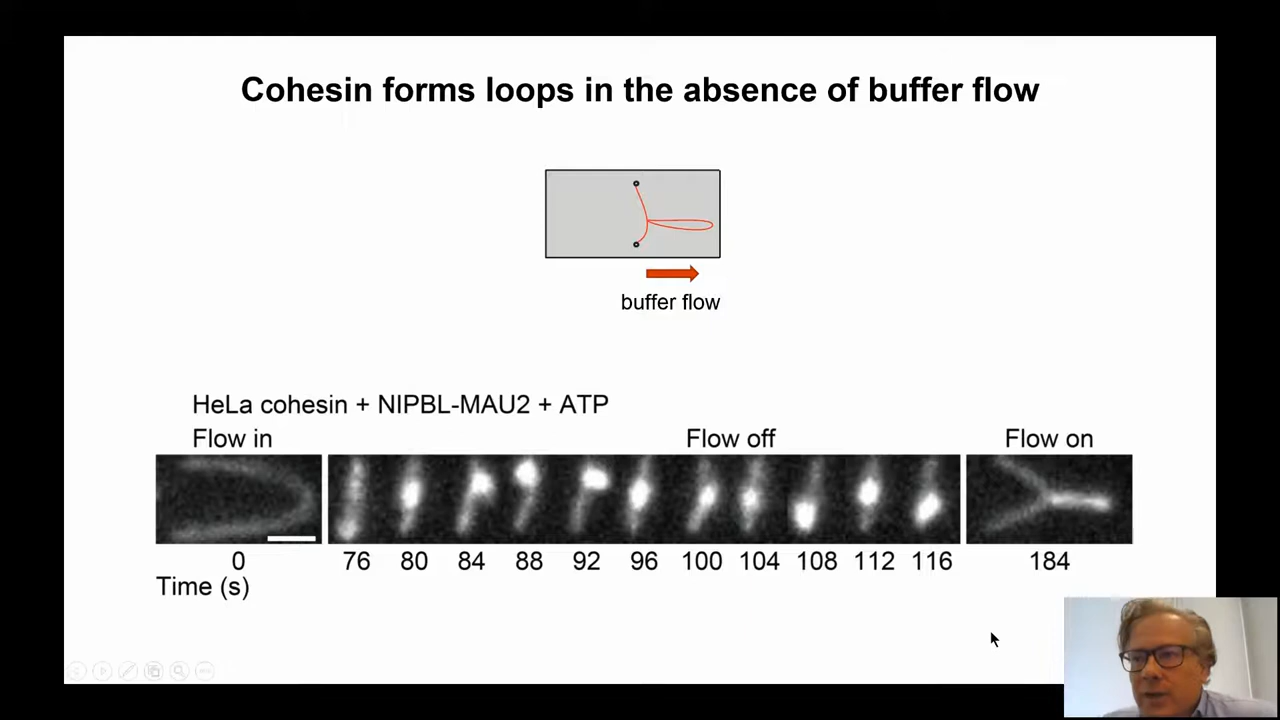 Cohesin forms loops in the absence of buffer flow
buffer flow
HeLa cohesin + NIPBL-MAU2 + ATP
Flow in Flow off Flow on
0 76 80 84 88 92 96 100 104 108 112 116 184
Time (s)